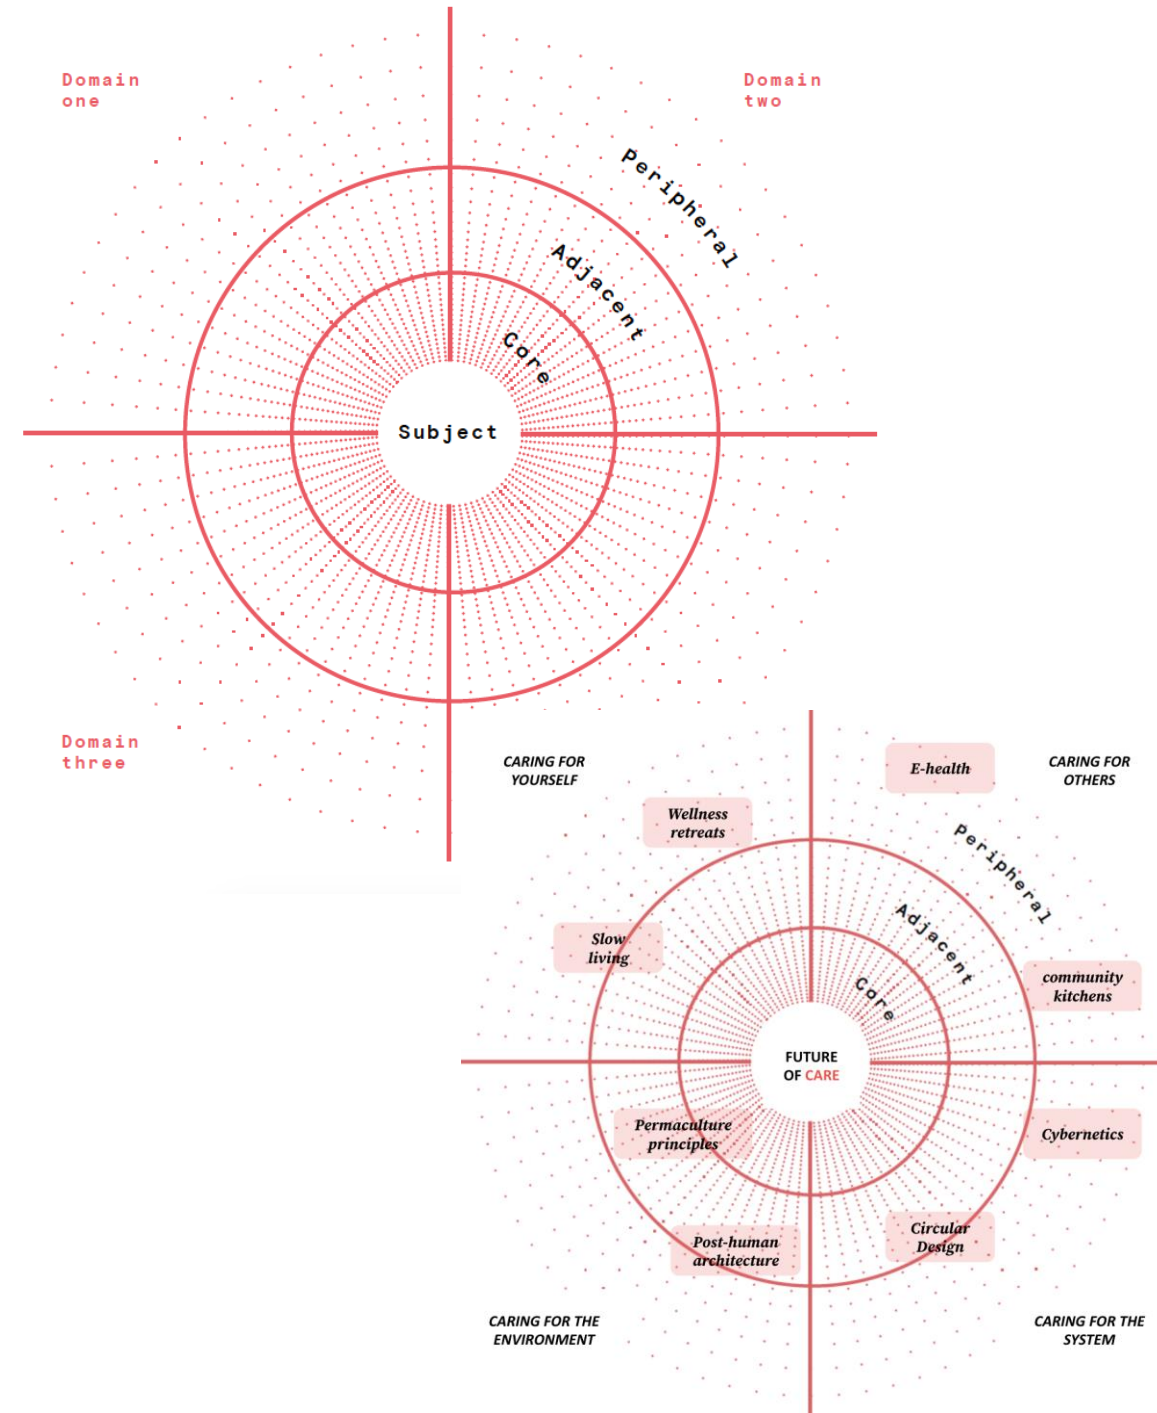 Domain
one
Domain
two
Peripheral
Adjacent
Core
Subject
Domain
three
CARING FOR
YOURSELF
E-health
CARING FOR
OTHERS
Wellness
retreats
Peripheral
Adjacent
Slow
living
community
kitchens
Core
FUTURE
OF CARE
Permaculture
principles
Cybernetics
Circular
Design
Post-human
architecture
CARING FOR THE
ENVIRONMENT
CARING FOR THE
SYSTEM